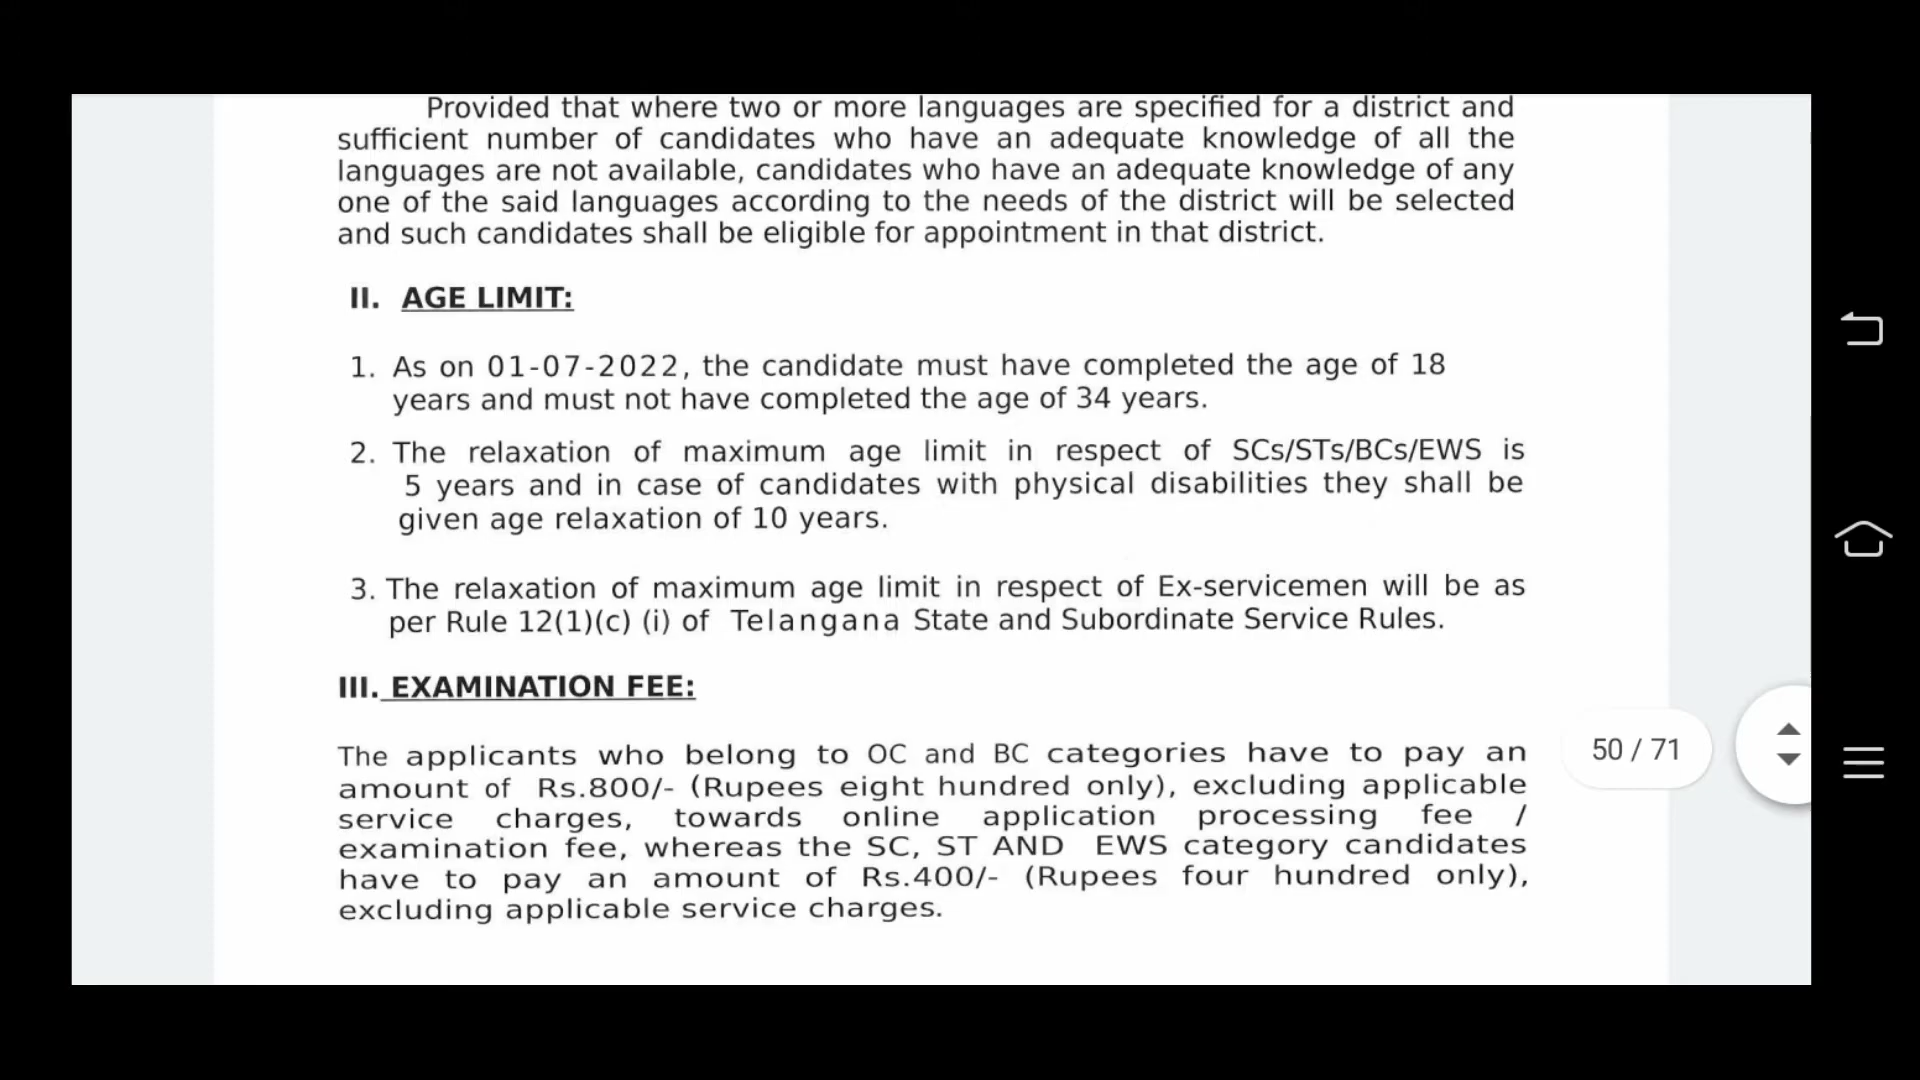 Provided that where two or more languages are specified for a district and
sufficient number of candidates who have an adequate knowledge of all the
languages are not available, candidates who have an adequate knowledge of any
one of the said languages according to the needs of the district will be selected
and such candidates shall be eligible for appointment in that district.
II. AGE LIMIT:
1. As on 01-07-2022, the candidate must have completed the age of 18
years and must not have completed the age of 34 years.
2. The relaxation of maximum age limit in respect of SCs/STs/BCs/EWS is
5 years and in case of candidates with physical disabilities they shall be
given age relaxation of 10 years.
3. The relaxation of maximum age limit in respect of Ex-servicemen will be as
per Rule 12(1)(c) (i) of Telangana State and Subordinate Service Rules.
III. EXAMINATION FEE:
The applicants who belong to OC and BC categories have to pay an
amount of Rs.800/- (Rupees eight hundred only), excluding applicable
service charges, towards online application processing fee /
examination fee, whereas the SC, ST AND EWS category candidates
have to pay an amount of Rs.400/- (Rupees four hundred only),
excluding applicable service charges.
50 / 71